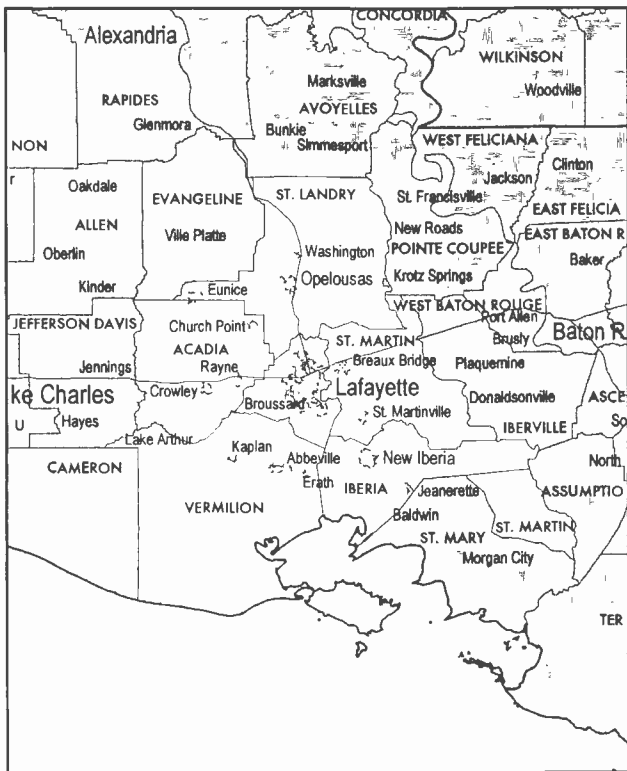 CONCORDIA
Alexandria
WILKINSON
Marksville
Woodville
RAPIDES
AVOYELLES
Glenmora
Bunkie
Simmesport
WEST FELICIANA
NON
Clinton
r
Oakdale
EVANGELINE
ST. LANDRY
St. Francisville
Jackson
ALLEN
EAST FELICIA
Ville Platte
New Roads
EAST BATON R
Oberlin
Washington
POINTE COUPEE
Baker
Opelousas
Krotz Springs
Kinder
Eunice
WEST BATON ROUGE
JEFFERSON DAVIS
Church Point
Port Allen
ST. MARTIN
Brusly
Baton R
ACADIA
Breaux Bridge
Jennings
Rayne
Plaquemine
ke Charles
Crowley
Lafayette
Broussard
Donaldsonville
ASCE
Hayes
St. Martinville
So
U
IBERVILLE
Lake Arthur
Kaplan
CAMERON
Abbeville
New Iberia
North
Erath
IBERIA
Jeanerette
ASSUMPTIO
VERMILION
Baldwin
ST. MARTIN
ST. MARY
Morgan City
TER